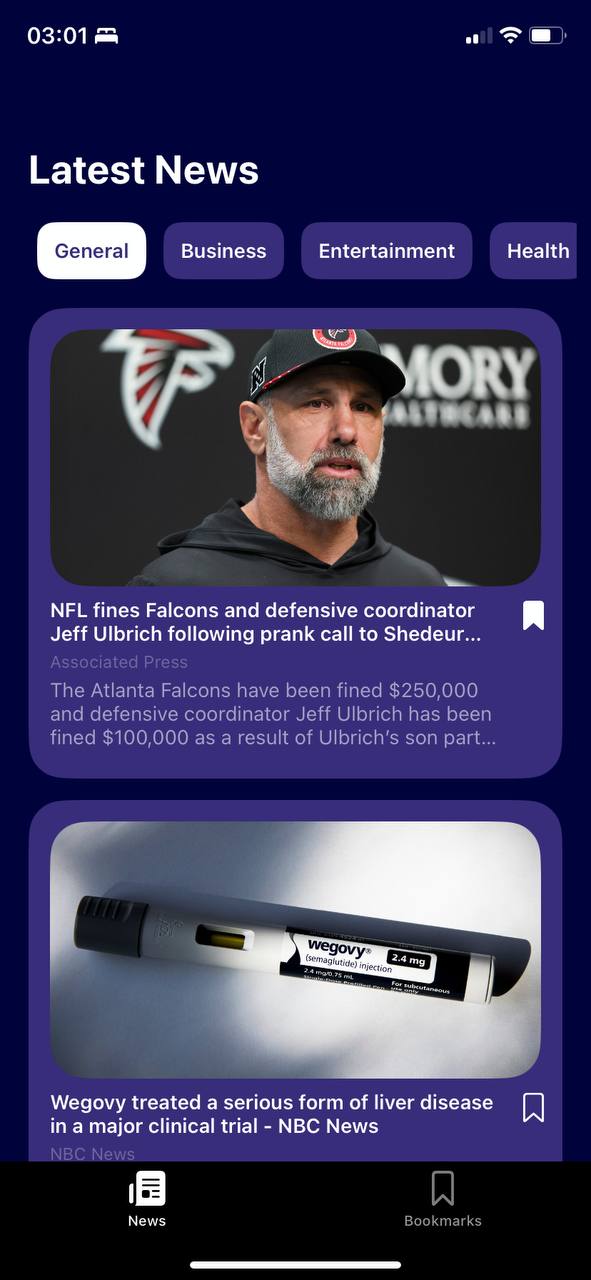 03:01
Latest News
General Business Entertainment Health
ATLANTA FALCONS
N
MORY
ALTHCARE
NFL fines Falcons and defensive coordinator
Jeff Ulbrich following prank call to Shedeur...
Associated Press
The Atlanta Falcons have been fined $250,000
and defensive coordinator Jeff Ulbrich has been
fined $100,000 as a result of Ulbrich’s son part...
wegovy®
2.4 mg
(semaglutide) injection
2.4 mg/0.75 mL
For subcutaneous
use only
Wegovy treated a serious form of liver disease
in a major clinical trial - NBC News
NBC News
News Bookmarks